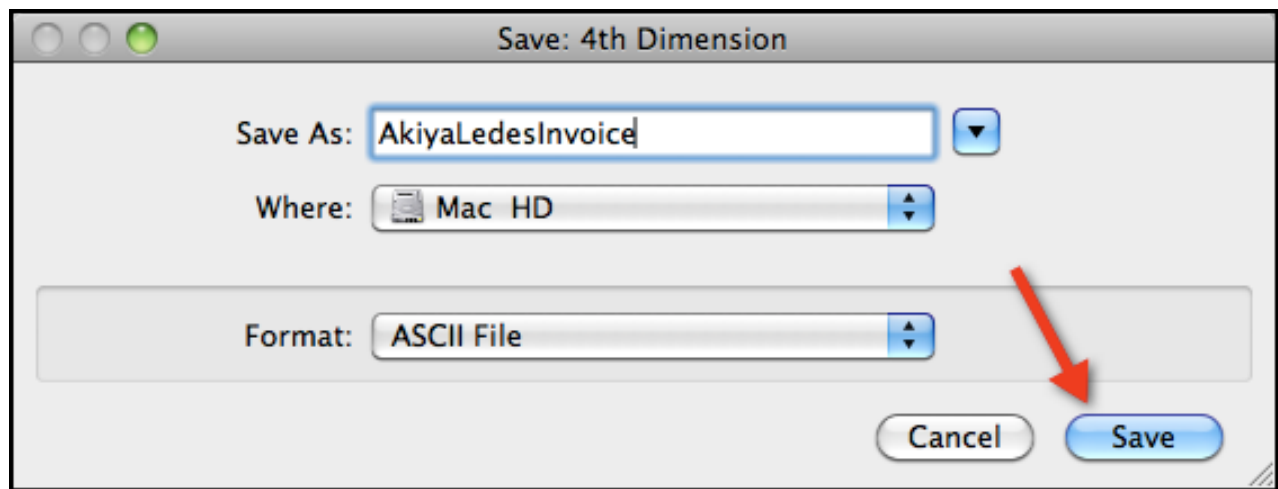 Save: 4th Dimension
Save As: AkiyaLedesInvoice
Where: Mac HD
Format: ASCII File
Cancel Save